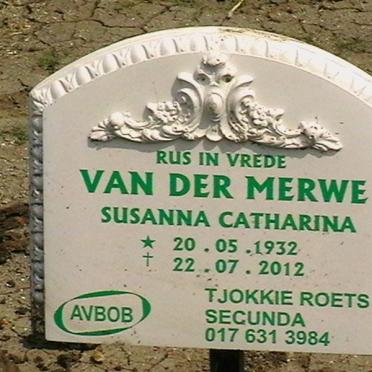 RUS IN VREDE
VAN DER MERWE
SUSANNA CATHARINA
★ 20 . 05 . 1932
† 22 . 07 . 2012
AVBOB
TJOKKIE ROETS
SECUNDA
017 631 3984